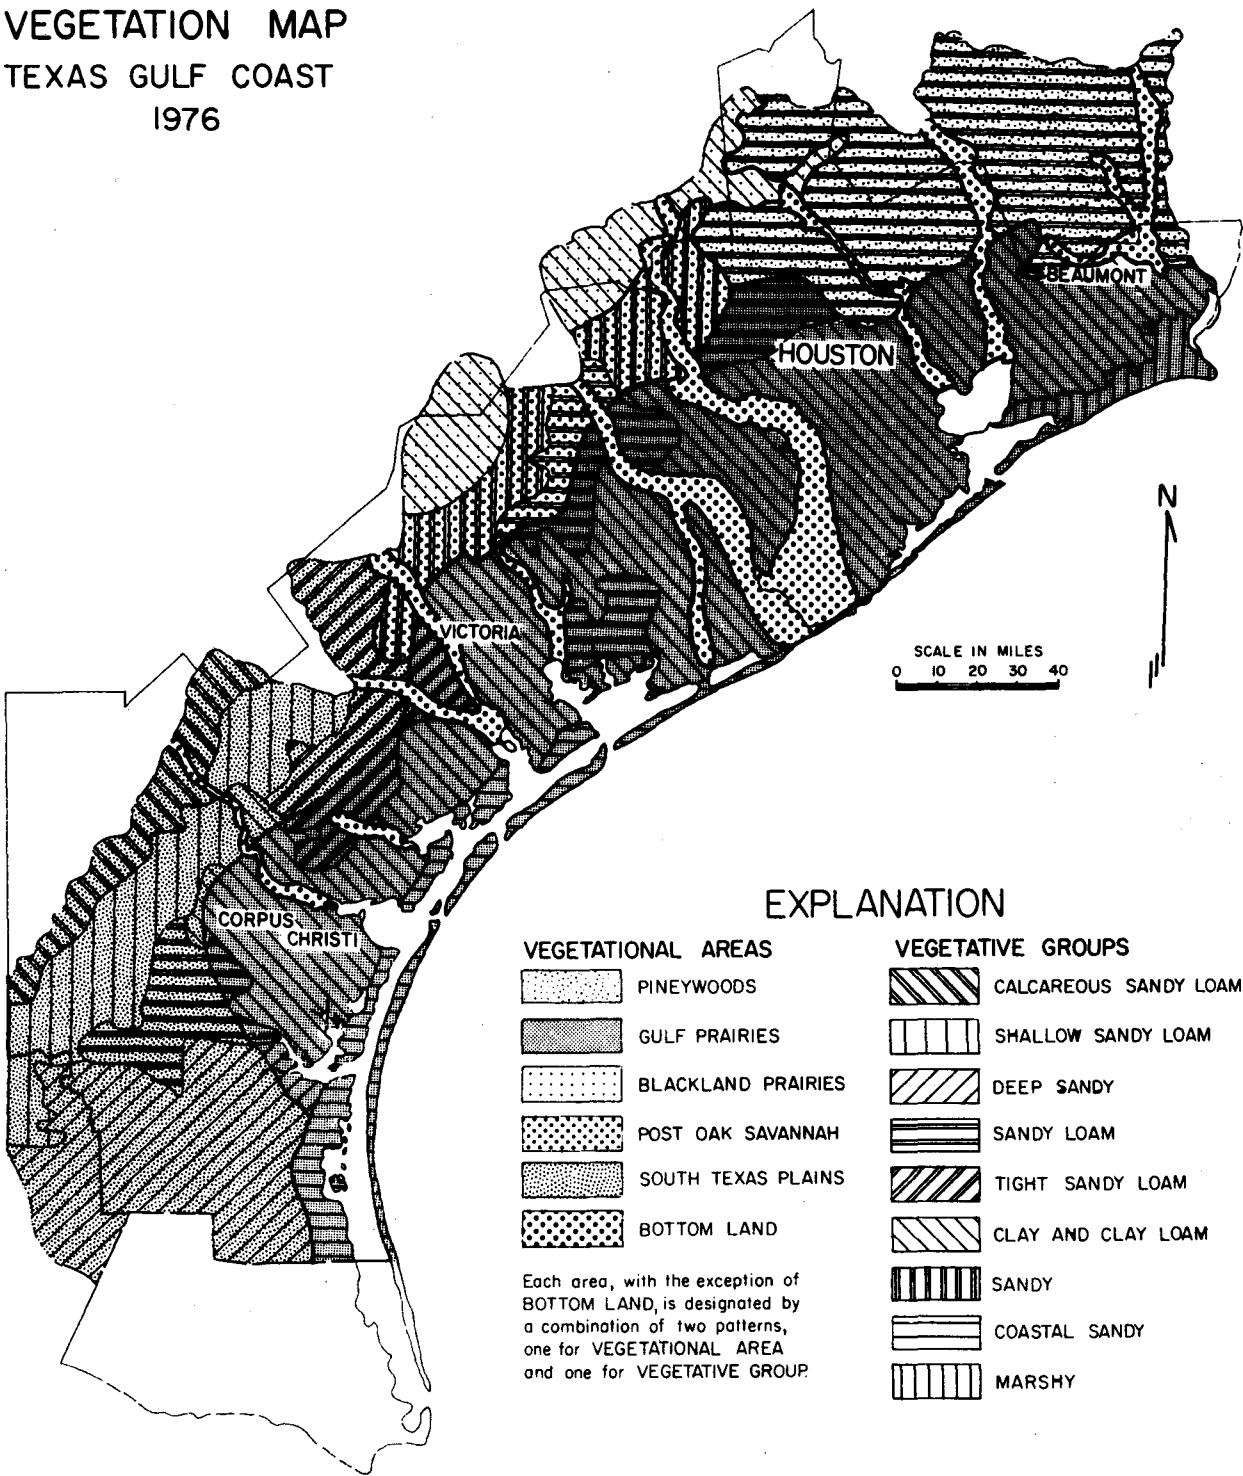 VEGETATION MAP
TEXAS GULF COAST
1976
BEAUMONT
HOUSTON
N
VICTORIA
SCALE IN MILES
0 10 20 30 40
CORPUS
CHRISTI
EXPLANATION
VEGETATIONAL AREAS
PINEYWOODS
GULF PRAIRIES
BLACKLAND PRAIRIES
POST OAK SAVANNAH
SOUTH TEXAS PLAINS
BOTTOM LAND
Each area, with the exception of
BOTTOM LAND, is designated by
a combination of two patterns,
one for VEGETATIONAL AREA
and one for VEGETATIVE GROUP.
VEGETATIVE GROUPS
CALCAREOUS SANDY LOAM
SHALLOW SANDY LOAM
DEEP SANDY
SANDY LOAM
TIGHT SANDY LOAM
CLAY AND CLAY LOAM
SANDY
COASTAL SANDY
MARSHY